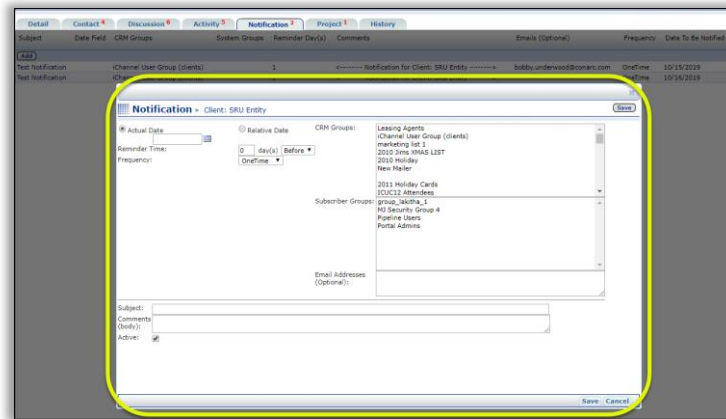 Detail Contact 4 Discussion 6 Activity 5 Notification 2 Project 1 History
Subject Date Field CRM Groups System Groups Reminder Day(s) Comments Emails (Optional) Frequency Date To Be Notified
Add
Test Notification iChannel User Group (clients) 1 <------- Notification for Client: SRU Entity -------> bobby.underwood@conarc.com OneTime 10/15/2019
Test Notification iChannel User Group (clients) 1 OneTime 10/16/2019
Notification » Client: SRU Entity Save
Actual Date Relative Date CRM Groups: Leasing Agents
iChannel User Group (clients)
marketing list 1
Reminder Time: 0 day(s) Before 2010 Jims XMAS LIST
2010 Holiday
Frequency: OneTime New Mailer
2011 Holiday Cards
ICUC12 Attendees
Subscriber Groups: group_lakitha_1
MJ Security Group 4
Pipeline Users
Portal Admins
Email Addresses
(Optional):
Subject:
Comments
(body):
Active:
Save Cancel